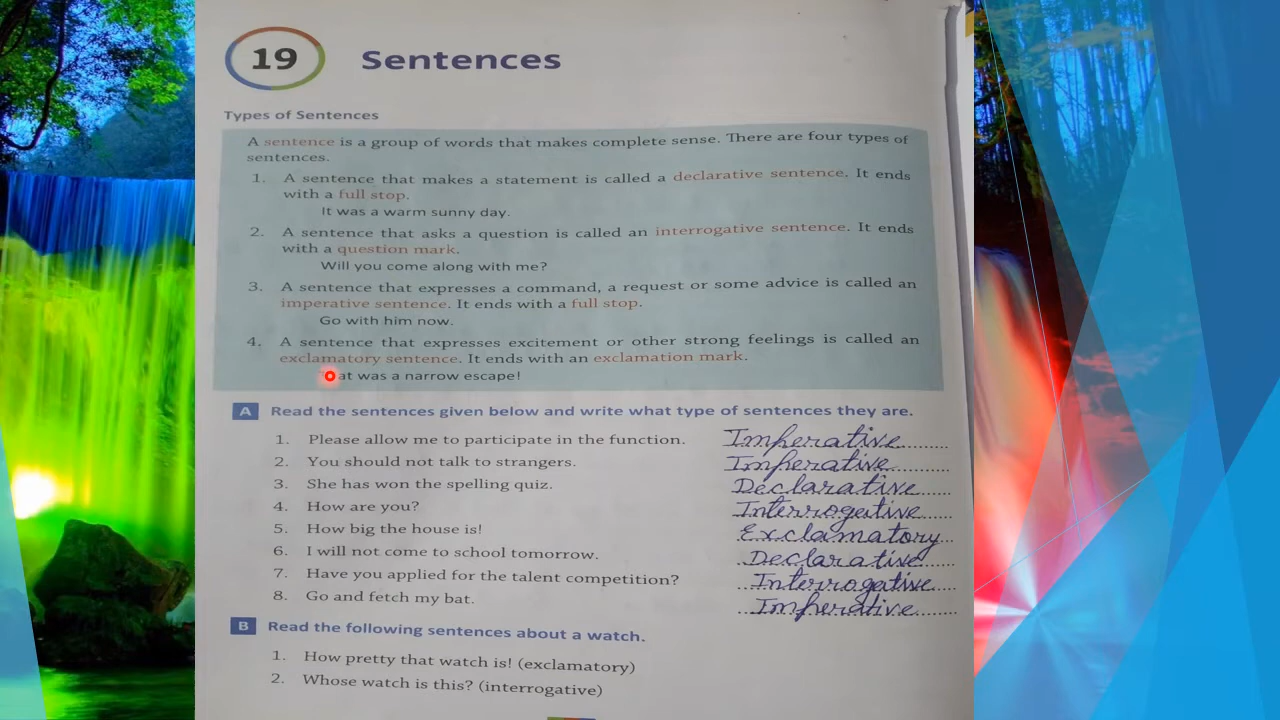 19 Sentences
Types of Sentences
A sentence is a group of words that makes complete sense. There are four types of
sentences.
1. A sentence that makes a statement is called a declarative sentence. It ends
with a full stop.
It was a warm sunny day.
2. A sentence that asks a question is called an interrogative sentence. It ends
with a question mark.
Will you come along with me?
3. A sentence that expresses a command, a request or some advice is called an
imperative sentence. It ends with a full stop.
Go with him now.
4. A sentence that expresses excitement or other strong feelings is called an
exclamatory sentence. It ends with an exclamation mark.
was a narrow escape!
A Read the sentences given below and write what type of sentences they are.
1. Please allow me to participate in the function. Imperative
2. You should not talk to strangers. Imperative
3. She has won the spelling quiz. Declarative
4. How are you? Interrogative
5. How big the house is! Exclamatory
6. I will not come to school tomorrow. Declarative
7. Have you applied for the talent competition? Interrogative
8. Go and fetch my bat. Imperative
B Read the following sentences about a watch.
1. How pretty that watch is! (exclamatory)
2. Whose watch is this? (interrogative)